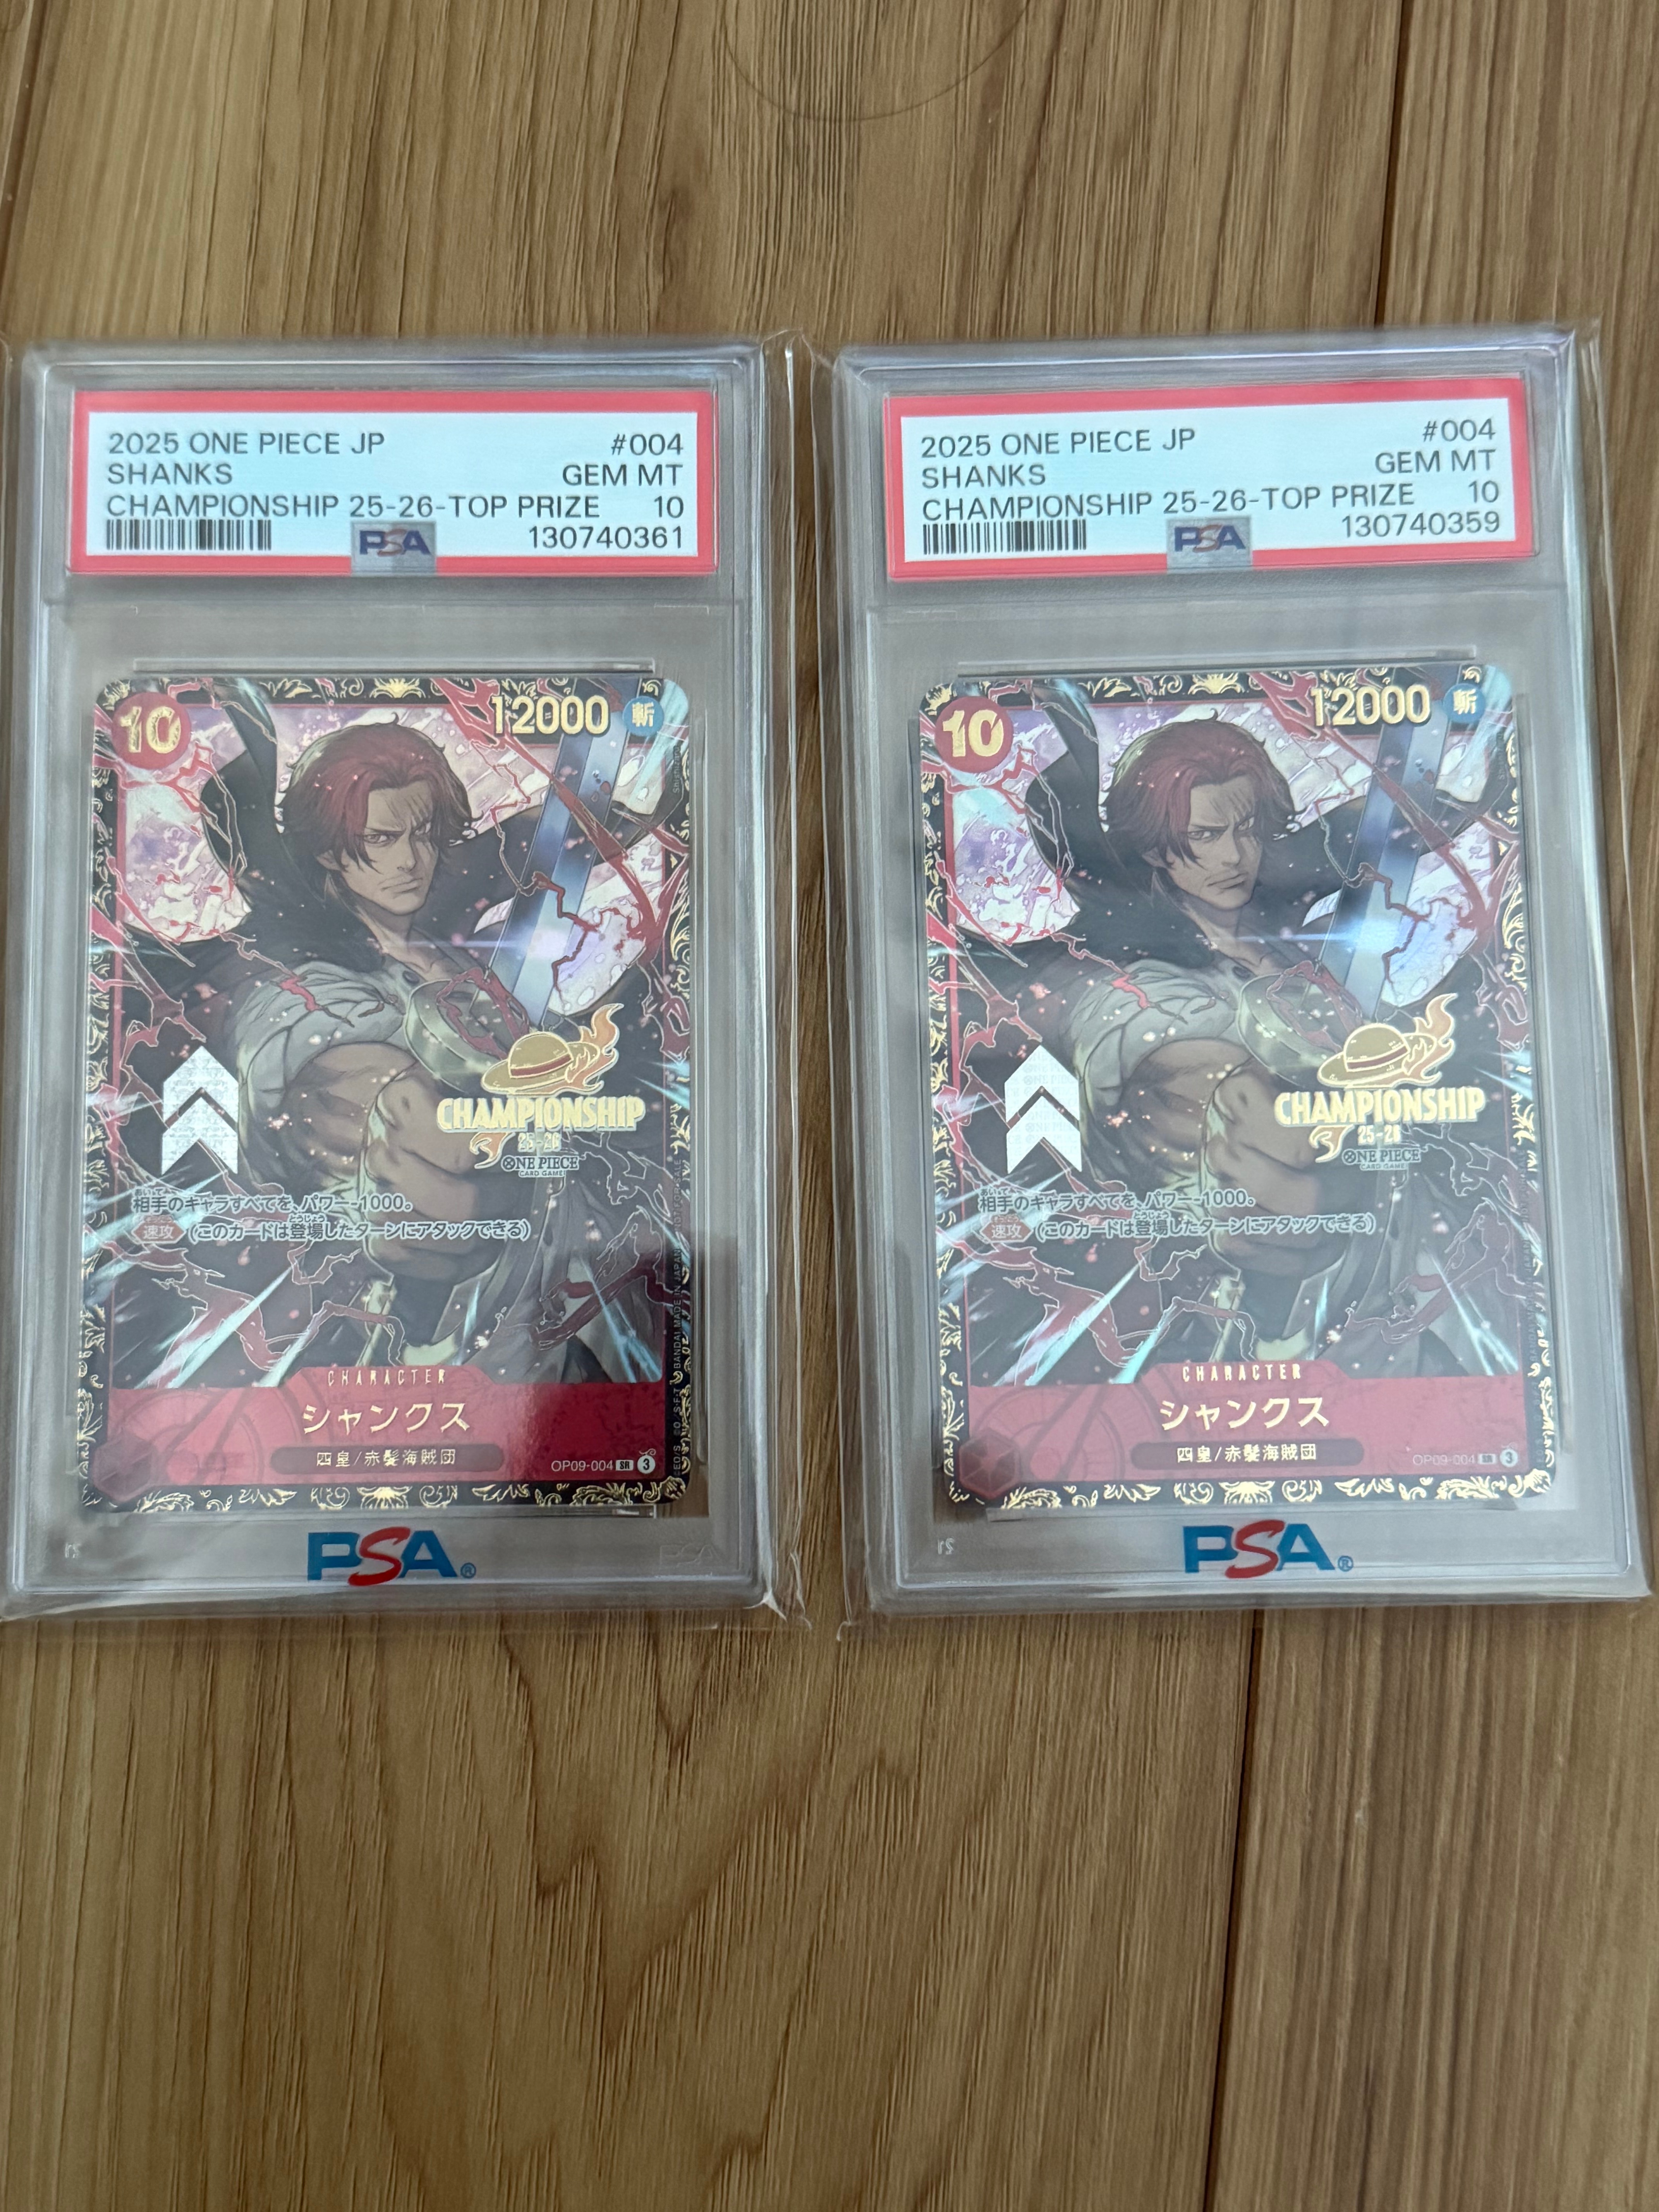 2025 ONE PIECE JP #004
SHANKS GEM MT
CHAMPIONSHIP 25-26-TOP PRIZE 10
PSA 130740361
10 12000 斬
CHAMPIONSHIP
25-26
ONE PIECE
CARD GAME
相手のキャラすべてを、パワー-1000。
速攻 (このカードは登場したターンにアタックできる)
CHARACTER
シャンクス
四皇/赤髪海賊団
OP09-004 SR 3
PSA®
2025 ONE PIECE JP #004
SHANKS GEM MT
CHAMPIONSHIP 25-26-TOP PRIZE 10
PSA 130740359
10 12000 斬
CHAMPIONSHIP
25-26
ONE PIECE
CARD GAME
相手のキャラすべてを、パワー-1000。
速攻 (このカードは登場したターンにアタックできる)
CHARACTER
シャンクス
四皇/赤髪海賊団
OP09-004 SR 3
PSA®